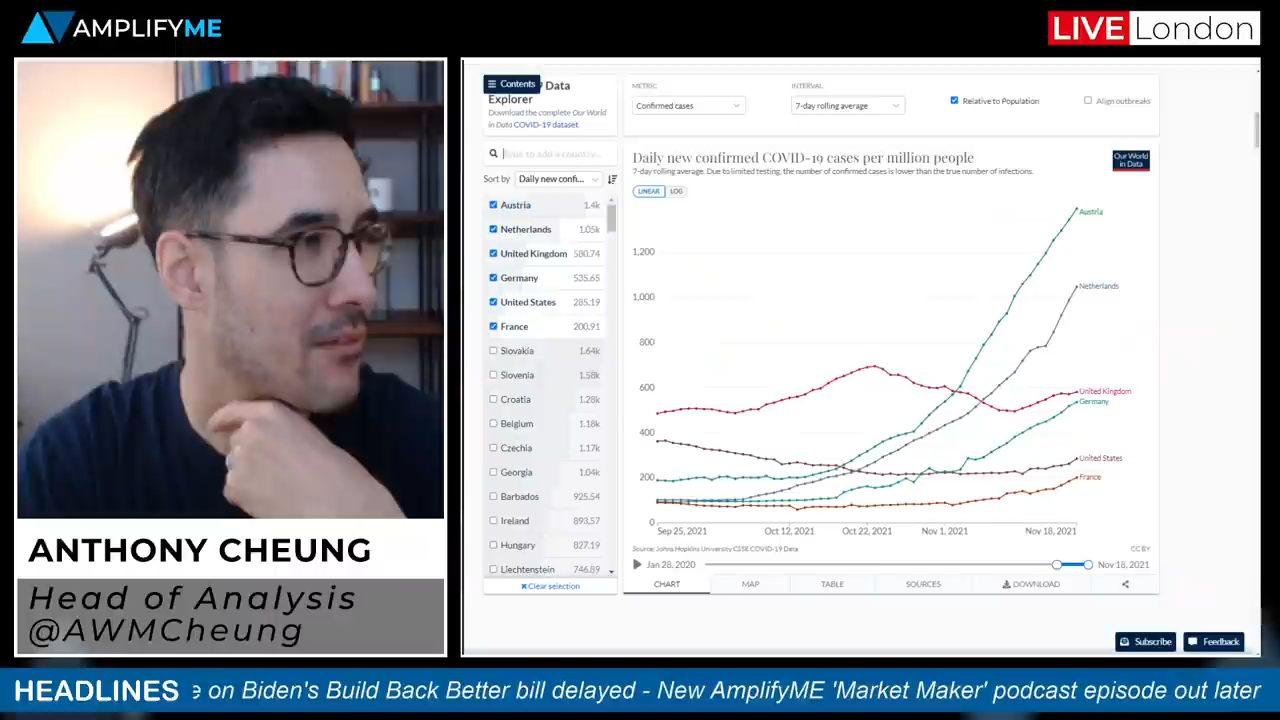 AMPLIFYME
LIVE London
Contents
Data
Explorer
Download the complete Our World
in Data COVID-19 dataset.
METRIC
Confirmed cases
INTERVAL
7-day rolling average
Relative to Population
Align outbreaks
Type to add a country...
Sort by Daily new confi...
Austria 1.4k
Netherlands 1.05k
United Kingdom 580.74
Germany 535.65
United States 285.19
France 200.91
Slovakia 1.64k
Slovenia 1.58k
Croatia 1.28k
Belgium 1.18k
Czechia 1.17k
Georgia 1.04k
Barbados 925.54
Ireland 893.57
Hungary 827.19
Liechtenstein 746.89
Clear selection
Daily new confirmed COVID-19 cases per million people
7-day rolling average. Due to limited testing, the number of confirmed cases is lower than the true number of infections.
Our World
in Data
LINEAR LOG
Austria
1,200
Netherlands
1,000
800
600
United Kingdom
Germany
400
United States
200
France
0
Sep 25, 2021
Oct 12, 2021
Oct 22, 2021
Nov 1, 2021
Nov 18, 2021
Source: Johns Hopkins University CSSE COVID-19 Data
CC BY
Jan 28, 2020
Nov 18, 2021
CHART
MAP
TABLE
SOURCES
DOWNLOAD
Subscribe
Feedback
ANTHONY CHEUNG
Head of Analysis
@AWMCheung
HEADLINES e on Biden's Build Back Better bill delayed - New AmplifyME 'Market Maker' podcast episode out later